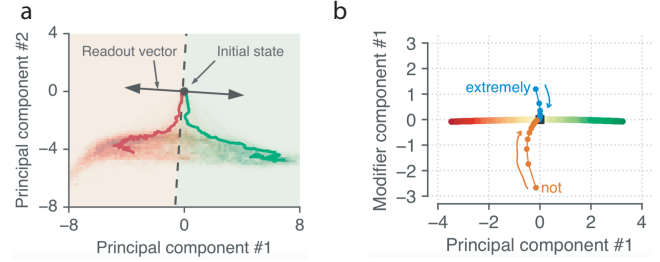 a
4
0
−4
−8
−8
0
8
Principal component #2
Readout vector
Initial state
Principal component #1
b
3
2
1
0
−1
−2
−3
−4
−2
0
2
4
Modifier component #1
extremely
not
Principal component #1